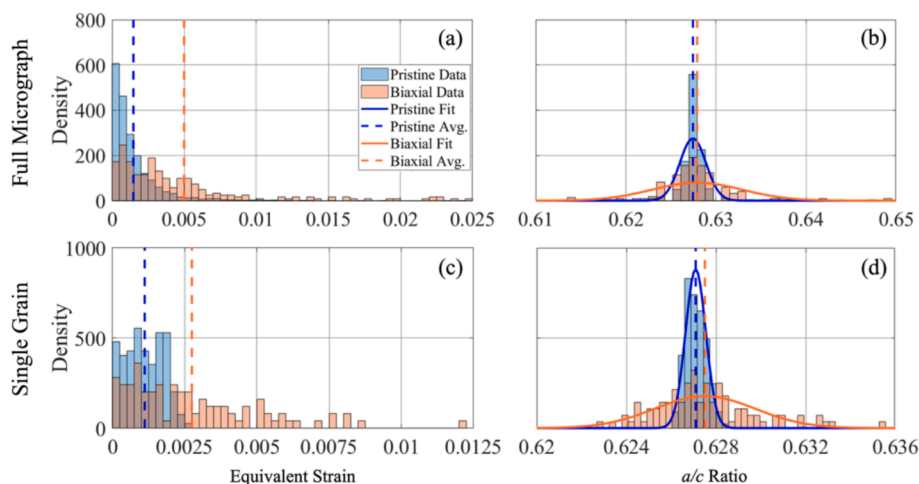 Full Micrograph
Density
800
600
400
200
0
(a)
Pristine Data
Biaxial Data
Pristine Fit
Pristine Avg.
Biaxial Fit
Biaxial Avg.
0 0.005 0.01 0.015 0.02 0.025
(b)
0.61 0.62 0.63 0.64 0.65
Single Grain
Density
1000
500
0
(c)
0 0.0025 0.005 0.0075 0.01 0.0125
Equivalent Strain
(d)
0.62 0.624 0.628 0.632 0.636
a/c Ratio